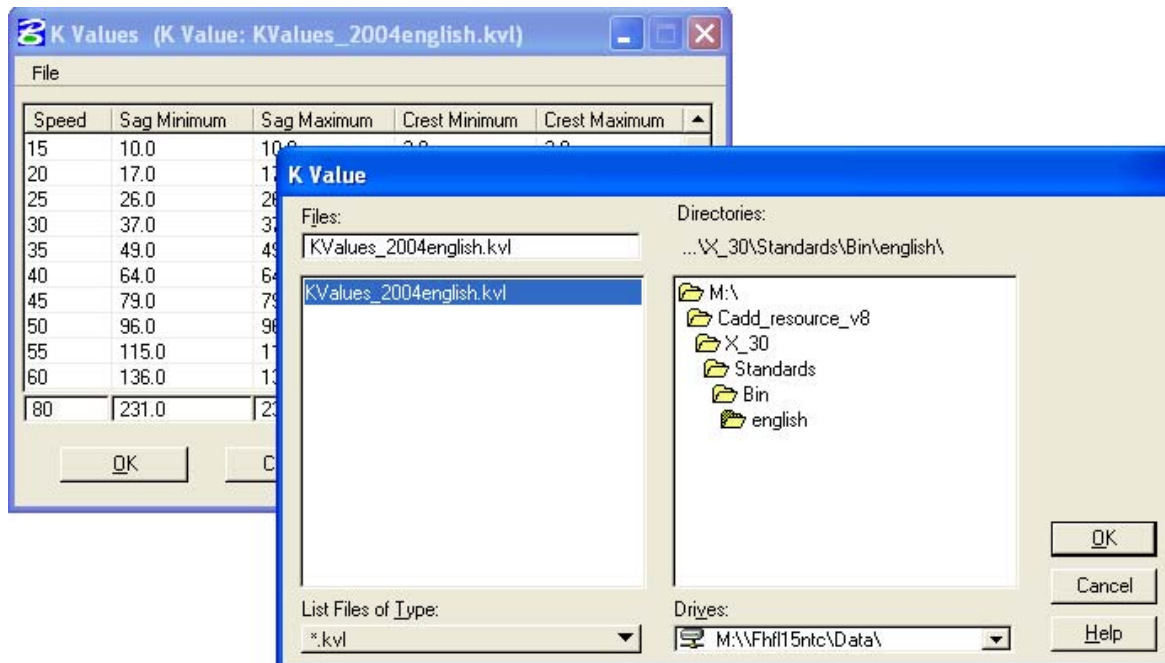 K Values (K Value: KValues_2004english.kvl)
File
Speed Sag Minimum Sag Maximum Crest Minimum Crest Maximum
15 10.0
20 17.0
25 26.0
30 37.0
35 49.0
40 64.0
45 79.0
50 96.0
55 115.0
60 136.0
80 231.0
OK
K Value
Files:
KValues_2004english.kvl
KValues_2004english.kvl
List Files of Type:
*.kvl
Directories:
...\X_30\Standards\Bin\english\
M:\
Cadd_resource_v8
X_30
Standards
Bin
english
Drives:
M:\\Fhfl15ntc\Data\
OK
Cancel
Help